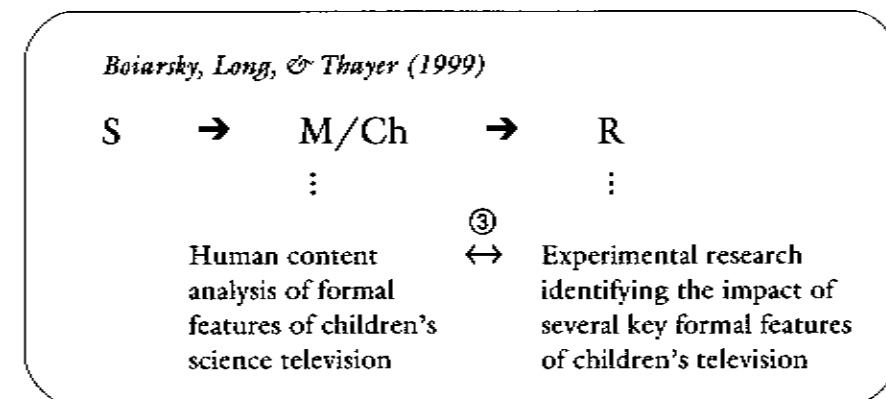 Boiarsky, Long, & Thayer (1999)
S → M/Ch → R
⋮ ⋮
③
Human content ↔ Experimental research
analysis of formal identifying the impact of
features of children's several key formal features
science television of children's television